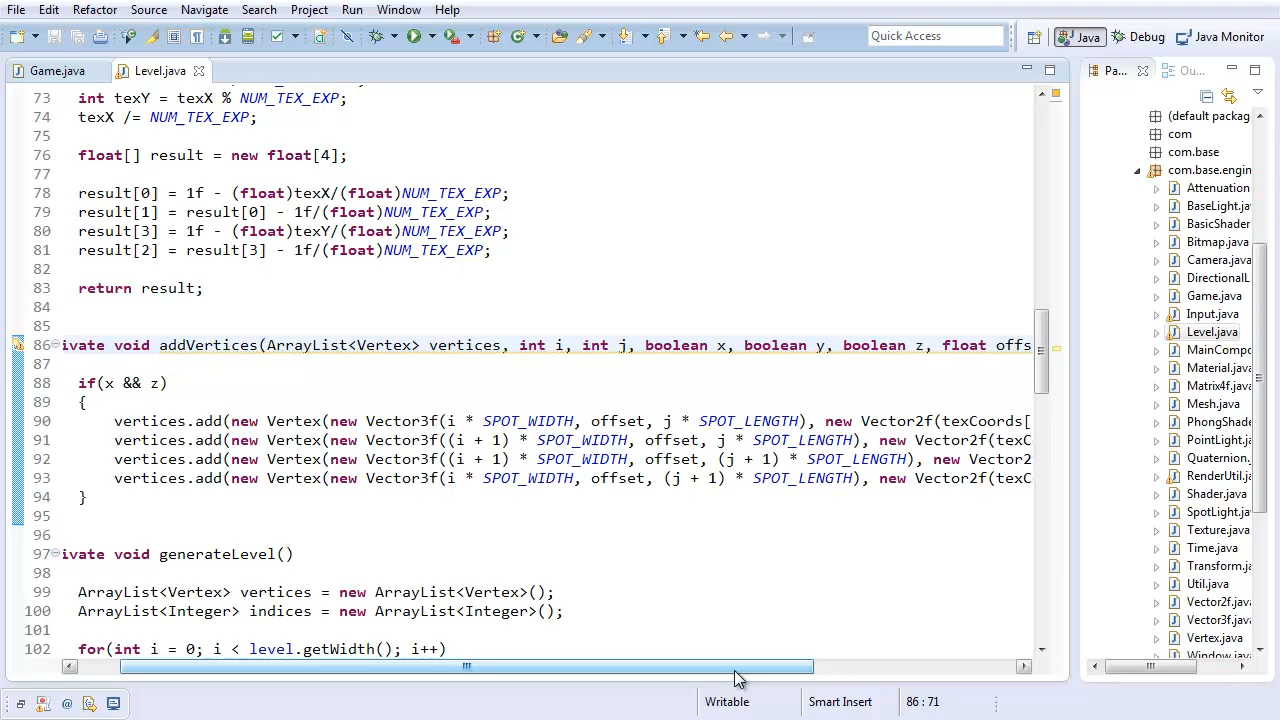 File Edit Refactor Source Navigate Search Project Run Window Help
Quick Access Java Debug Java Monitor
Game.java Level.java Pa... Ou...
73 int texY = texX % NUM_TEX_EXP;
74 texX /= NUM_TEX_EXP;
75
76 float[] result = new float[4];
77
78 result[0] = 1f - (float)texX/(float)NUM_TEX_EXP;
79 result[1] = result[0] - 1f/(float)NUM_TEX_EXP;
80 result[3] = 1f - (float)texY/(float)NUM_TEX_EXP;
81 result[2] = result[3] - 1f/(float)NUM_TEX_EXP;
82
83 return result;
84
85
86 ivate void addVertices(ArrayList<Vertex> vertices, int i, int j, boolean x, boolean y, boolean z, float offs
87
88 if(x && z)
89 {
90 vertices.add(new Vertex(new Vector3f(i * SPOT_WIDTH, offset, j * SPOT_LENGTH), new Vector2f(texCoords[
91 vertices.add(new Vertex(new Vector3f((i + 1) * SPOT_WIDTH, offset, j * SPOT_LENGTH), new Vector2f(texC
92 vertices.add(new Vertex(new Vector3f((i + 1) * SPOT_WIDTH, offset, (j + 1) * SPOT_LENGTH), new Vector2
93 vertices.add(new Vertex(new Vector3f(i * SPOT_WIDTH, offset, (j + 1) * SPOT_LENGTH), new Vector2f(texC
94 }
95
96
97 ivate void generateLevel()
98
99 ArrayList<Vertex> vertices = new ArrayList<Vertex>();
100 ArrayList<Integer> indices = new ArrayList<Integer>();
101
102 for(int i = 0; i < level.getWidth(); i++)
(default packag
com
com.base
com.base.engin
Attenuation
BaseLight.jav
BasicShader
Bitmap.java
Camera.java
DirectionalL
Game.java
Input.java
Level.java
MainCompo
Material.java
Matrix4f.java
Mesh.java
PhongShade
PointLight.ja
Quaternion.
RenderUtil.ja
Shader.java
SpotLight.ja
Texture.java
Time.java
Transform.ja
Util.java
Vector2f.java
Vector3f.java
Vertex.java
Window.java
Writable Smart Insert 86 : 71